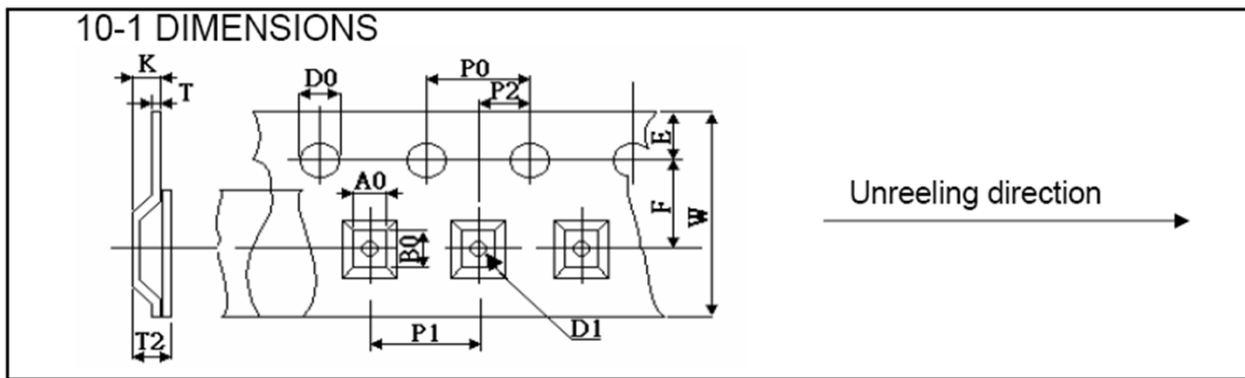 10-1 DIMENSIONS
K
T
D0
P0
P2
E
A0
F
W
B0
Unreeling direction
T2
P1
D1